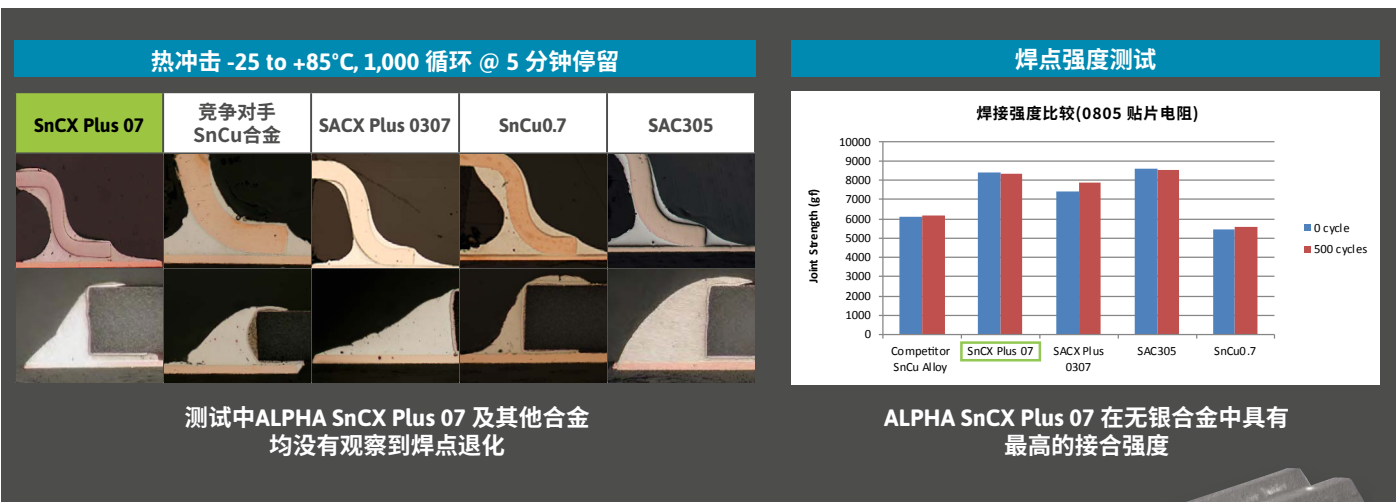 热冲击 -25 to +85°C, 1,000 循环 @ 5 分钟停留
SnCX Plus 07
竞争对手
SnCu合金
SACX Plus 0307
SnCu0.7
SAC305
测试中ALPHA SnCX Plus 07 及其他合金
均没有观察到焊点退化
焊点强度测试
焊接强度比较(0805 贴片电阻)
Joint Strength (gf)
10000
9000
8000
7000
6000
5000
4000
3000
2000
1000
0
Competitor
SnCu Alloy
SnCX Plus 07
SACX Plus
0307
SAC305
SnCu0.7
0 cycle
500 cycles
ALPHA SnCX Plus 07 在无银合金中具有
最高的接合强度